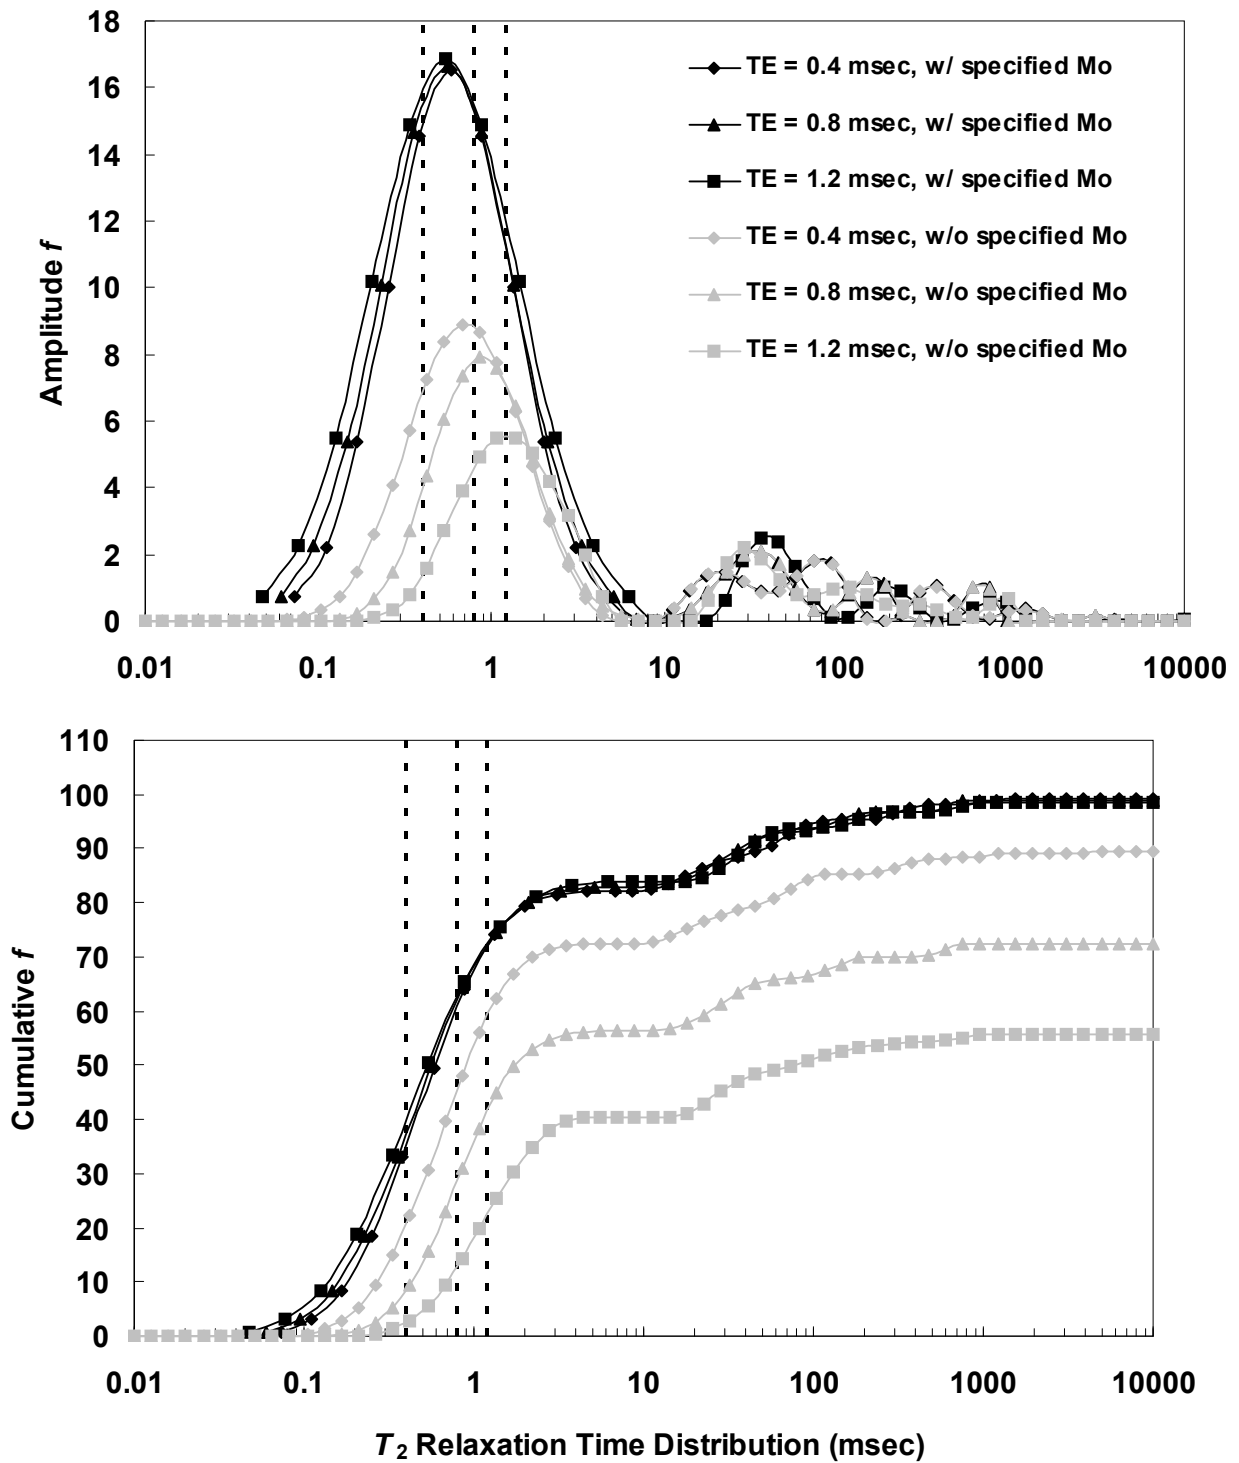 18
16
14
12
10
8
6
4
2
0
Amplitude f
TE = 0.4 msec, w/ specified Mo
TE = 0.8 msec, w/ specified Mo
TE = 1.2 msec, w/ specified Mo
TE = 0.4 msec, w/o specified Mo
TE = 0.8 msec, w/o specified Mo
TE = 1.2 msec, w/o specified Mo
0.01 0.1 1 10 100 1000 10000
110
100
90
80
70
60
50
40
30
20
10
0
Cumulative f
0.01 0.1 1 10 100 1000 10000
T2 Relaxation Time Distribution (msec)